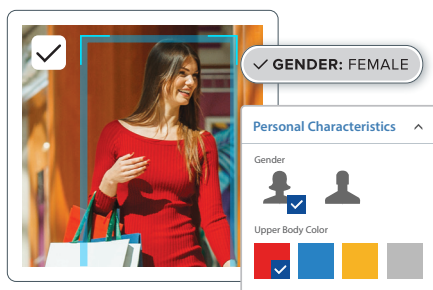 GENDER: FEMALE
Personal Characteristics
Gender
Upper Body Color